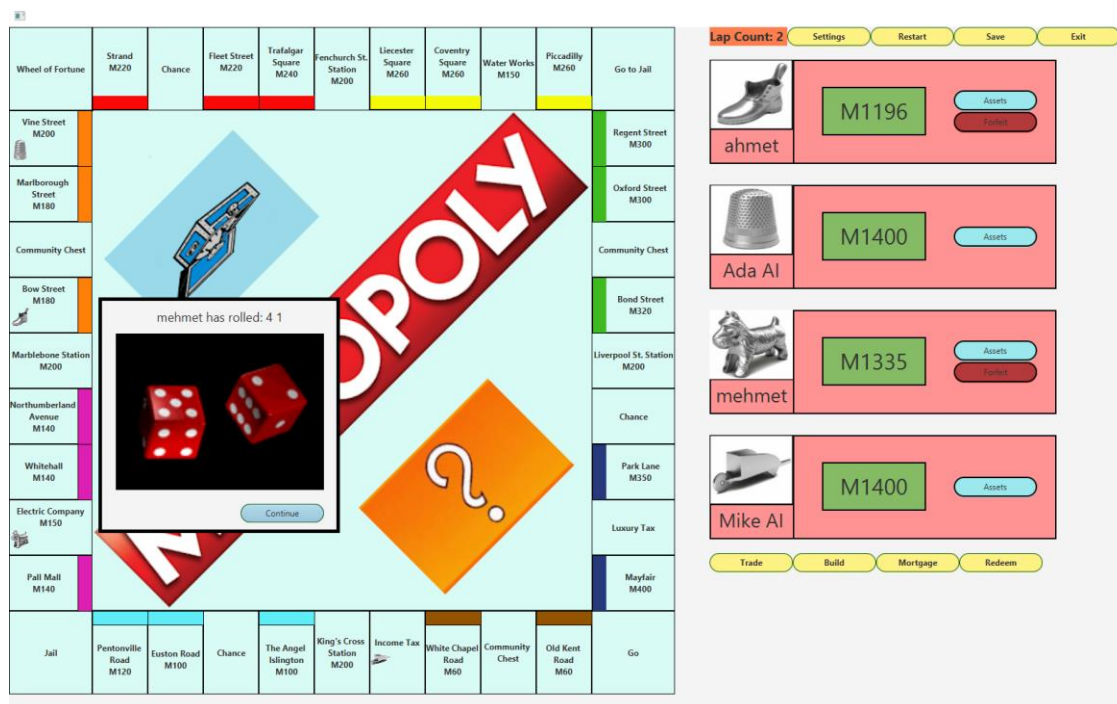 Lap Count: 2
Settings
Restart
Save
Exit
Wheel of Fortune
Strand
M220
Chance
Fleet Street
M220
Trafalgar
Square
M240
Fenchurch St.
Station
M200
Liecester
Square
M260
Coventry
Square
M260
Water Works
M150
Piccadilly
M260
Go to Jail
Vine Street
M200
Marlborough
Street
M180
Community Chest
Bow Street
M180
Marblebone Station
M200
Northumberland
Avenue
M140
Whitehall
M140
Electric Company
M150
Pall Mall
M140
Regent Street
M300
Oxford Street
M300
Community Chest
Bond Street
M320
Liverpool St. Station
M200
Chance
Park Lane
M350
Luxury Tax
Mayfair
M400
Jail
Pentonville
Road
M120
Euston Road
M100
Chance
The Angel
Islington
M100
King's Cross
Station
M200
Income Tax
White Chapel
Road
M60
Community
Chest
Old Kent
Road
M60
Go
OPOLY
M
?
mehmet has rolled: 4 1
Continue
ahmet
M1196
Assets
Forfeit
Ada AI
M1400
Assets
mehmet
M1335
Assets
Forfeit
Mike AI
M1400
Assets
Trade
Build
Mortgage
Redeem